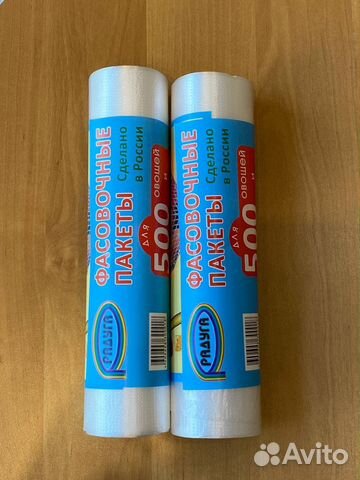 ФАСОВОЧНЫЕ
ПАКЕТЫ
Сделано
в России
для
500
овощей
и
РАДУГА
ФАСОВОЧНЫЕ
ПАКЕТЫ
Сделано
в России
для
500
овощей
и
РАДУГА
Avito